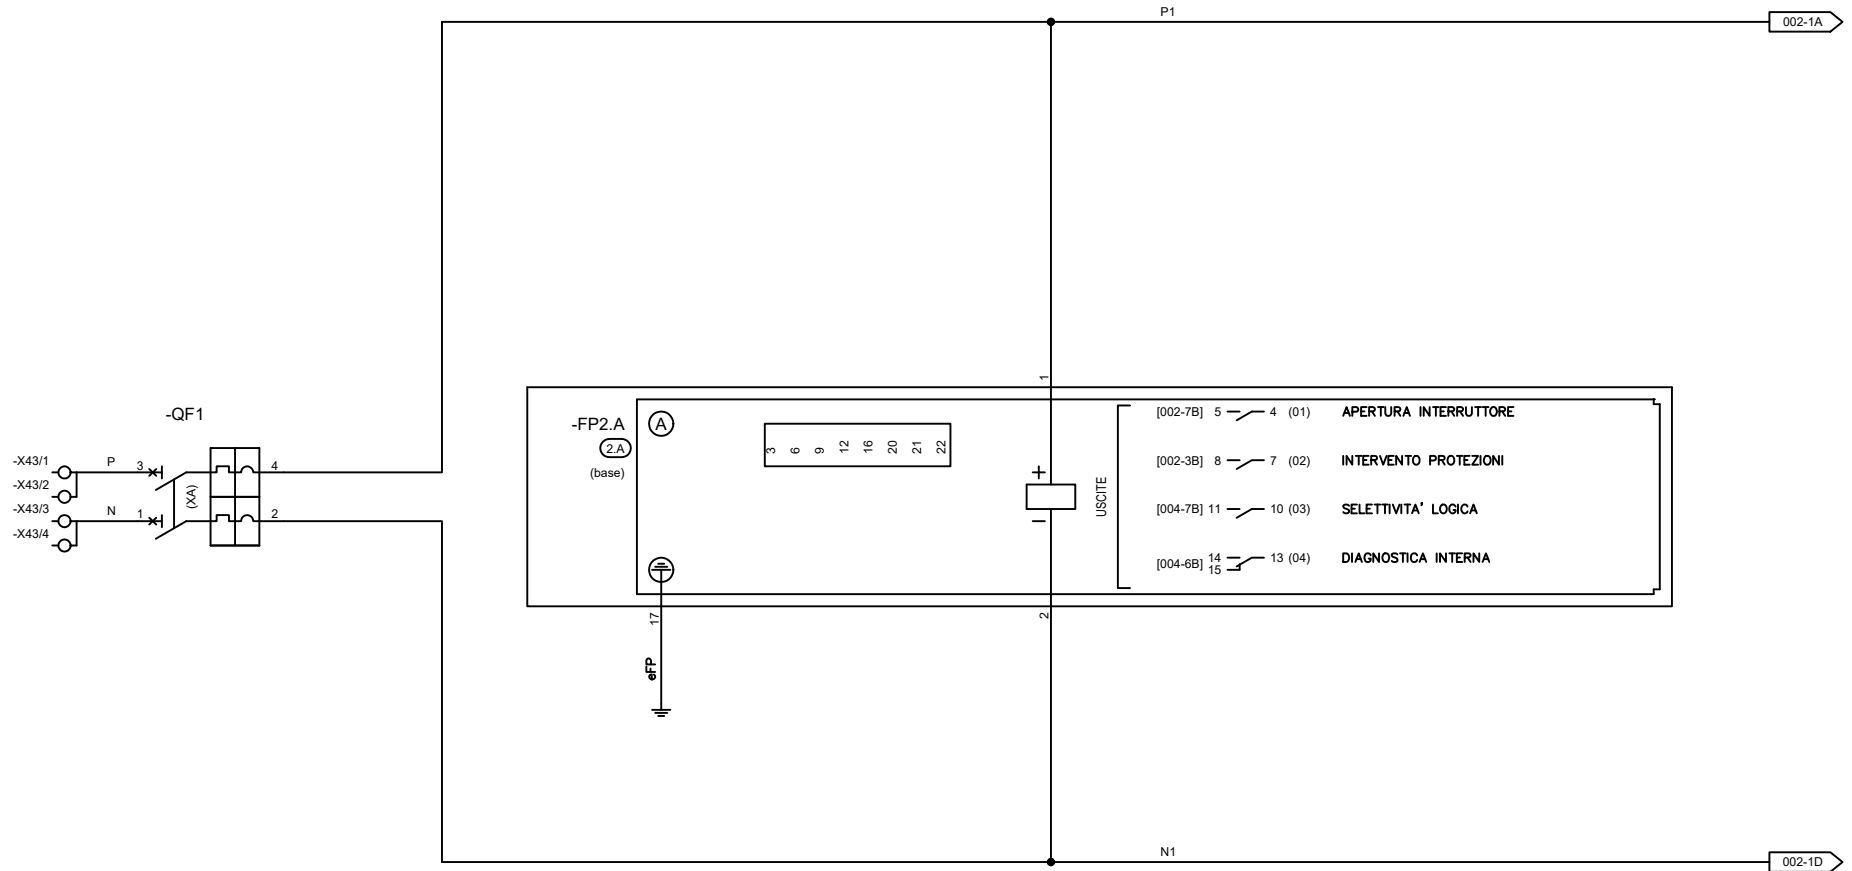 P1
002-1A
-QF1
-X43/1
P
3
4
-X43/2
(XA)
-X43/3
N
1
2
-X43/4
1
-FP2.A
A
2.A
(base)
3 6 9 12 16 20 21 22
+
−
USCITE
[002-7B] 5 4 (01) APERTURA INTERRUTTORE
[002-3B] 8 7 (02) INTERVENTO PROTEZIONI
[004-7B] 11 10 (03) SELETTIVITA' LOGICA
[004-6B] 14 13 (04) DIAGNOSTICA INTERNA
15
17
2
eFP
N1
002-1D